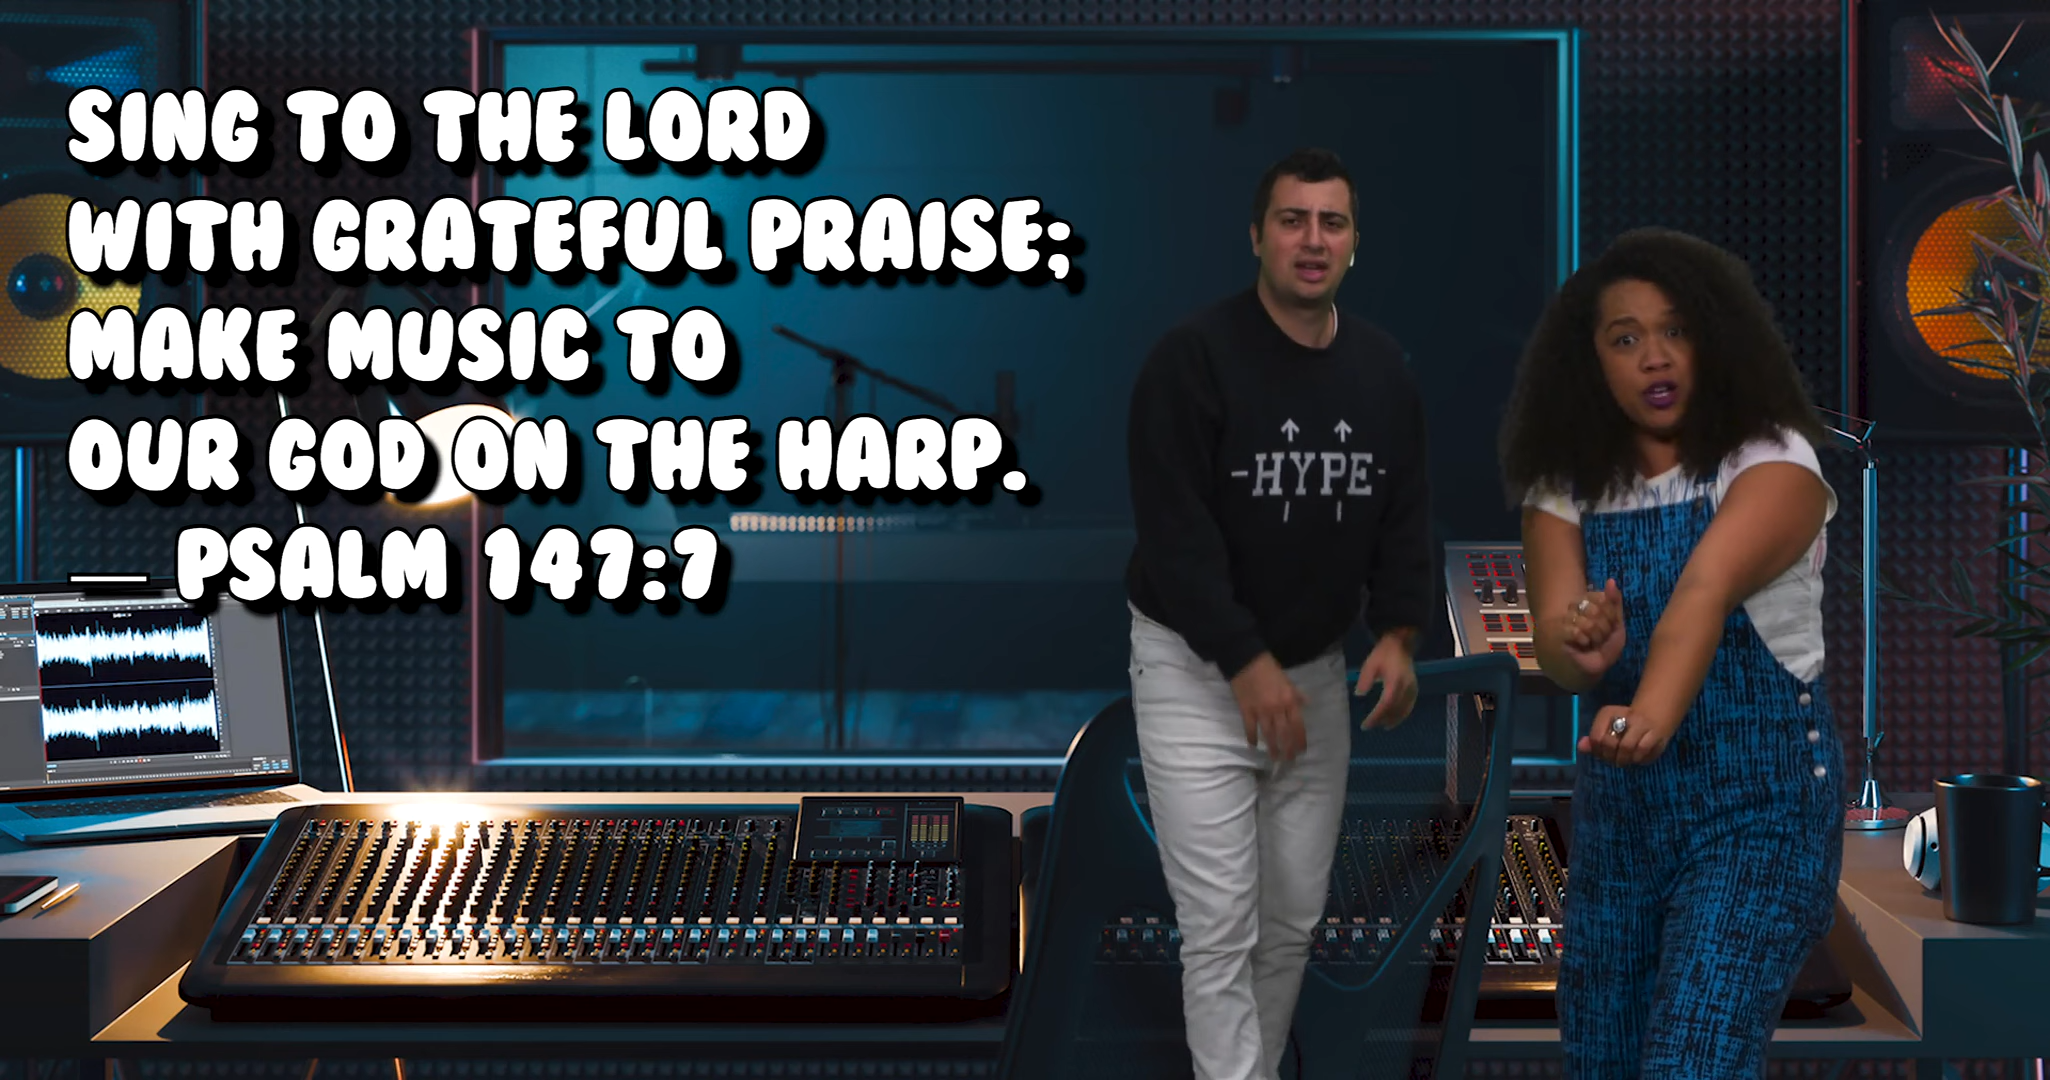 SING TO THE LORD
WITH GRATEFUL PRAISE;
MAKE MUSIC TO
OUR GOD ON THE HARP.
— PSALM 147:7
-HYPE-